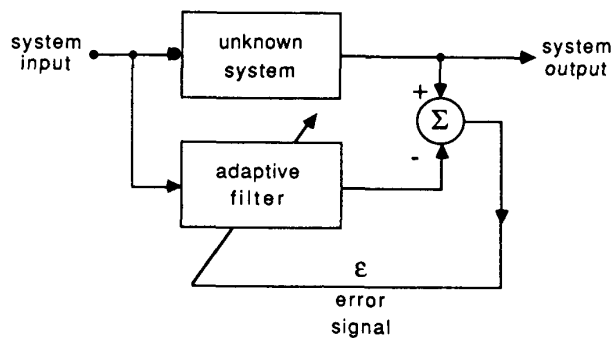 system
input
unknown
system
system
output
+
Σ
-
adaptive
filter
ε
error
signal